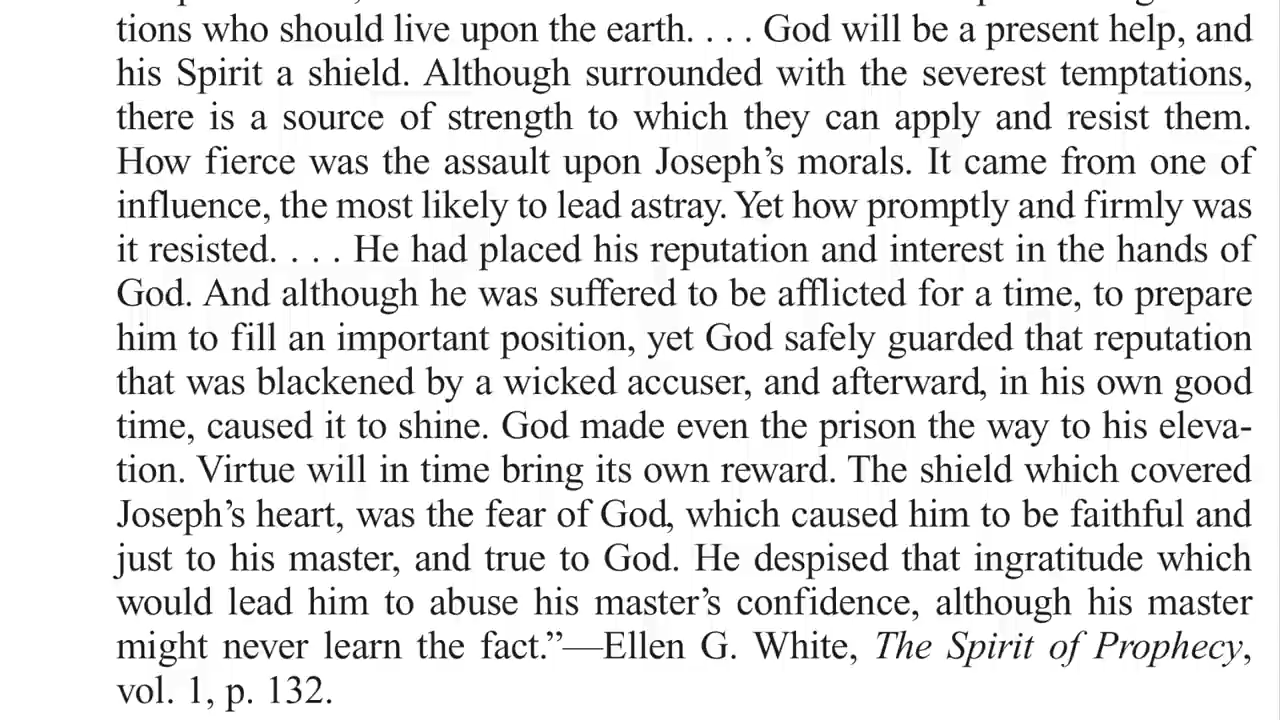 tions who should live upon the earth. . . . God will be a present help, and
his Spirit a shield. Although surrounded with the severest temptations,
there is a source of strength to which they can apply and resist them.
How fierce was the assault upon Joseph’s morals. It came from one of
influence, the most likely to lead astray. Yet how promptly and firmly was
it resisted. . . . He had placed his reputation and interest in the hands of
God. And although he was suffered to be afflicted for a time, to prepare
him to fill an important position, yet God safely guarded that reputation
that was blackened by a wicked accuser, and afterward, in his own good
time, caused it to shine. God made even the prison the way to his eleva-
tion. Virtue will in time bring its own reward. The shield which covered
Joseph’s heart, was the fear of God, which caused him to be faithful and
just to his master, and true to God. He despised that ingratitude which
would lead him to abuse his master’s confidence, although his master
might never learn the fact.”—Ellen G. White, The Spirit of Prophecy,
vol. 1, p. 132.